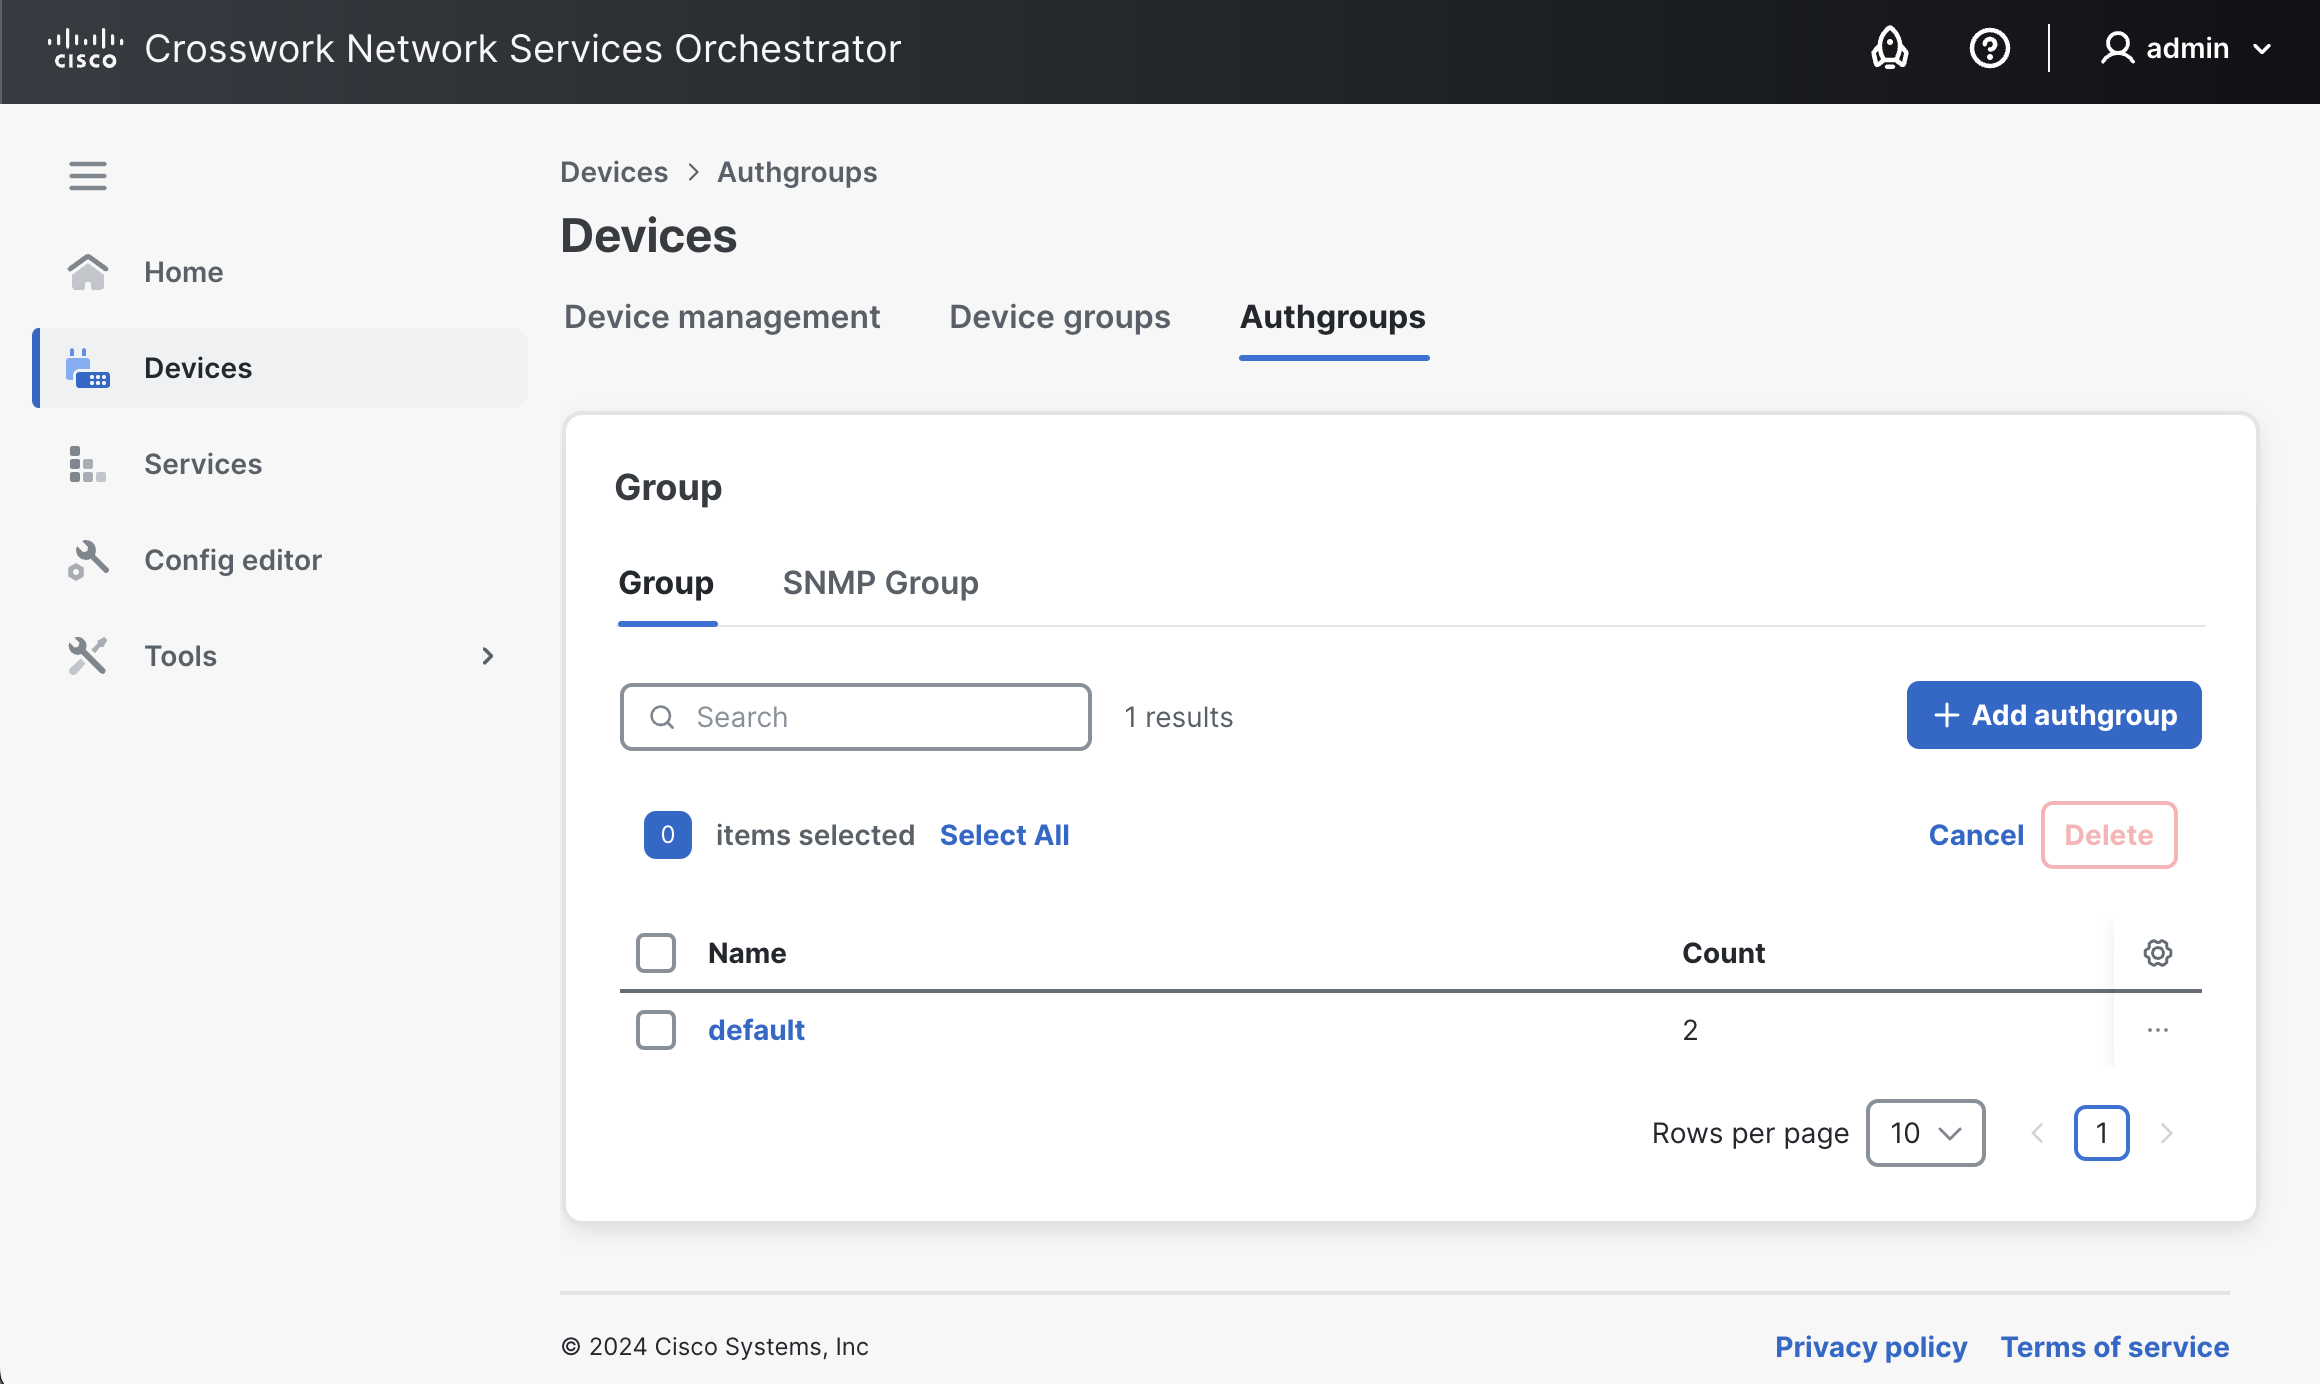 CISCO Crosswork Network Services Orchestrator
admin
Devices > Authgroups
Devices
Home
Devices
Services
Config editor
Tools
Device management Device groups Authgroups
Group
Group SNMP Group
Search 1 results + Add authgroup
0 items selected Select All Cancel Delete
Name Count
default 2 ...
Rows per page 10 < 1 >
© 2024 Cisco Systems, Inc Privacy policy Terms of service